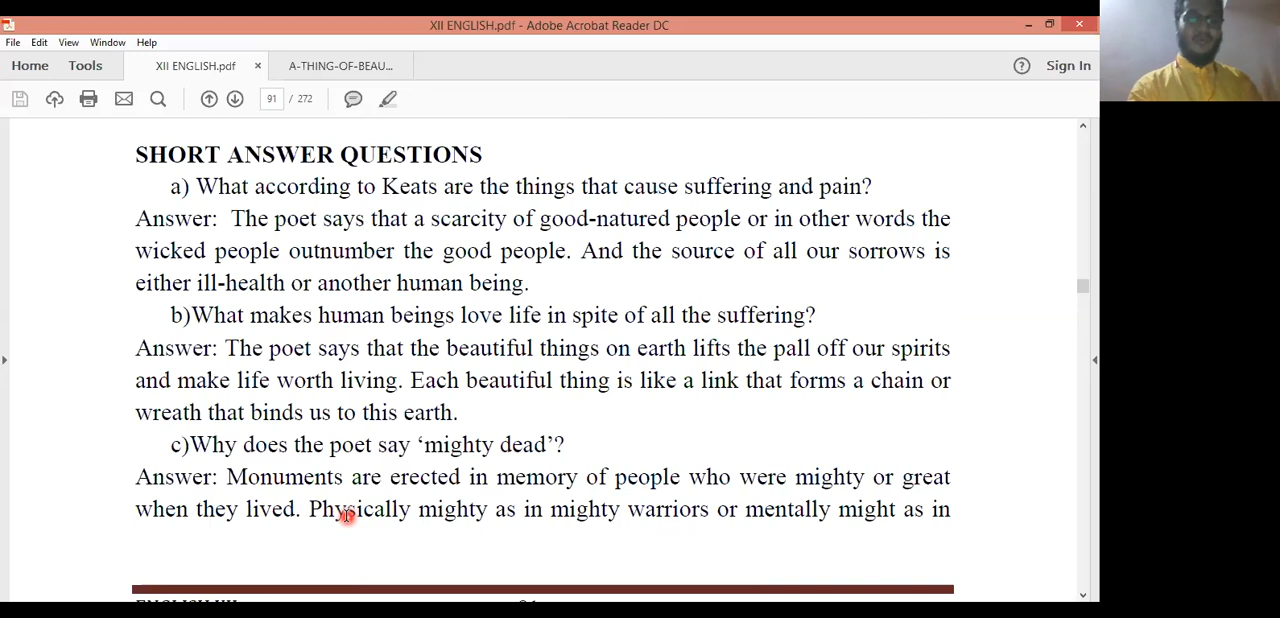 XII ENGLISH.pdf - Adobe Acrobat Reader DC
File Edit View Window Help
Home Tools XII ENGLISH.pdf × A-THING-OF-BEAU... ? Sign In
91 / 272
SHORT ANSWER QUESTIONS
a) What according to Keats are the things that cause suffering and pain?
Answer: The poet says that a scarcity of good-natured people or in other words the
wicked people outnumber the good people. And the source of all our sorrows is
either ill-health or another human being.
b)What makes human beings love life in spite of all the suffering?
Answer: The poet says that the beautiful things on earth lifts the pall off our spirits
and make life worth living. Each beautiful thing is like a link that forms a chain or
wreath that binds us to this earth.
c)Why does the poet say ‘mighty dead’?
Answer: Monuments are erected in memory of people who were mighty or great
when they lived. Physically mighty as in mighty warriors or mentally might as in